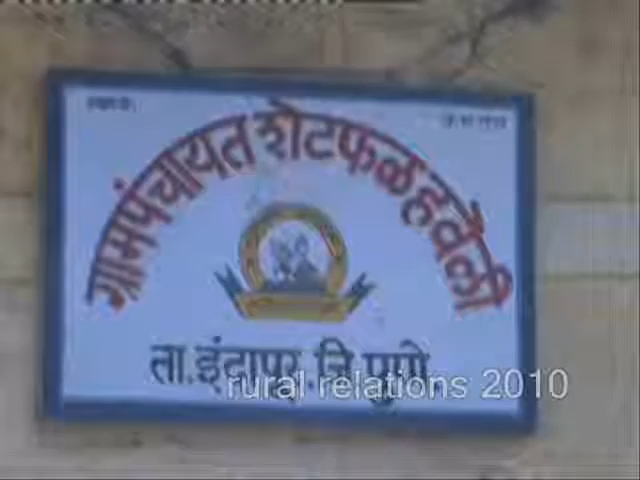 ग्रामपंचायत शेटफळ हवेली
ता.इंदापूर.जि.पुणे
rural relations 2010